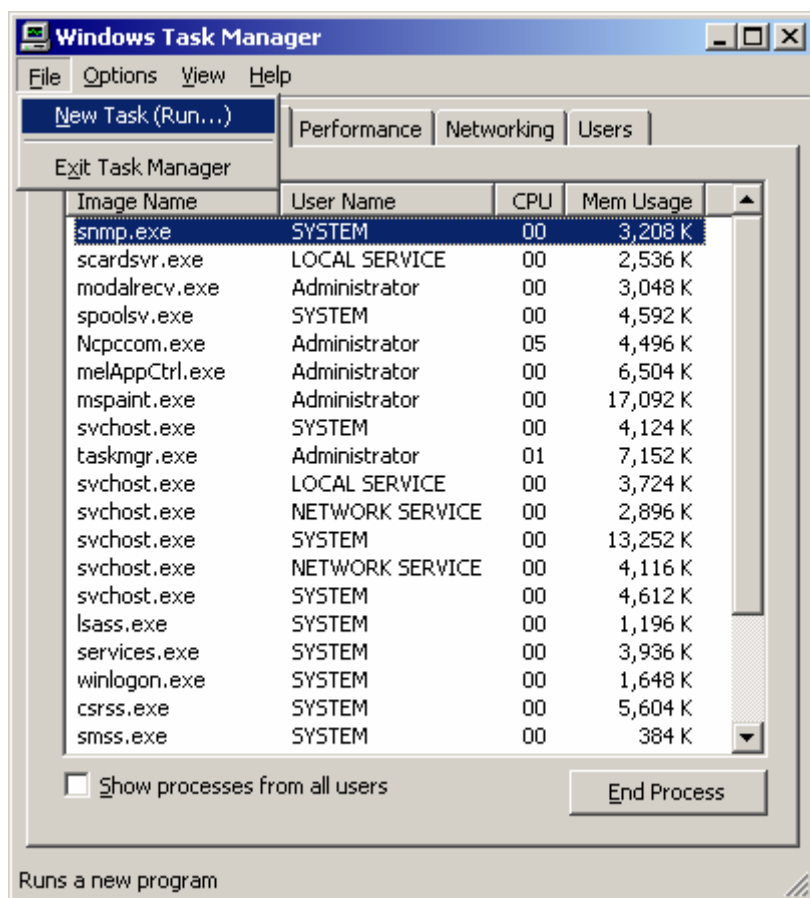 Windows Task Manager
File Options View Help
New Task (Run...)
Exit Task Manager
Performance Networking Users
Image Name User Name CPU Mem Usage
snmp.exe SYSTEM 00 3,208 K
scardsvr.exe LOCAL SERVICE 00 2,536 K
modalrecv.exe Administrator 00 3,048 K
spoolsv.exe SYSTEM 00 4,592 K
Ncpccom.exe Administrator 05 4,496 K
melAppCtrl.exe Administrator 00 6,504 K
mspaint.exe Administrator 00 17,092 K
svchost.exe SYSTEM 00 4,124 K
taskmgr.exe Administrator 01 7,152 K
svchost.exe LOCAL SERVICE 00 3,724 K
svchost.exe NETWORK SERVICE 00 2,896 K
svchost.exe SYSTEM 00 13,252 K
svchost.exe NETWORK SERVICE 00 4,116 K
svchost.exe SYSTEM 00 4,612 K
lsass.exe SYSTEM 00 1,196 K
services.exe SYSTEM 00 3,936 K
winlogon.exe SYSTEM 00 1,648 K
csrss.exe SYSTEM 00 5,604 K
smss.exe SYSTEM 00 384 K
Show processes from all users
End Process
Runs a new program